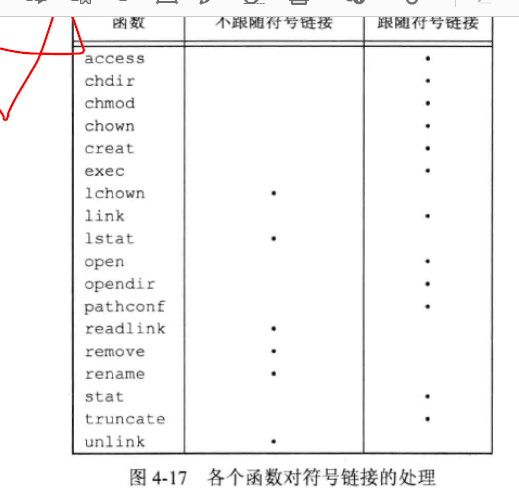 函数 不跟随符号链接 跟随符号链接
access •
chdir •
chmod •
chown •
creat •
exec •
lchown •
link •
lstat •
open •
opendir •
pathconf •
readlink •
remove •
rename •
stat •
truncate •
unlink •
图 4-17 各个函数对符号链接的处理